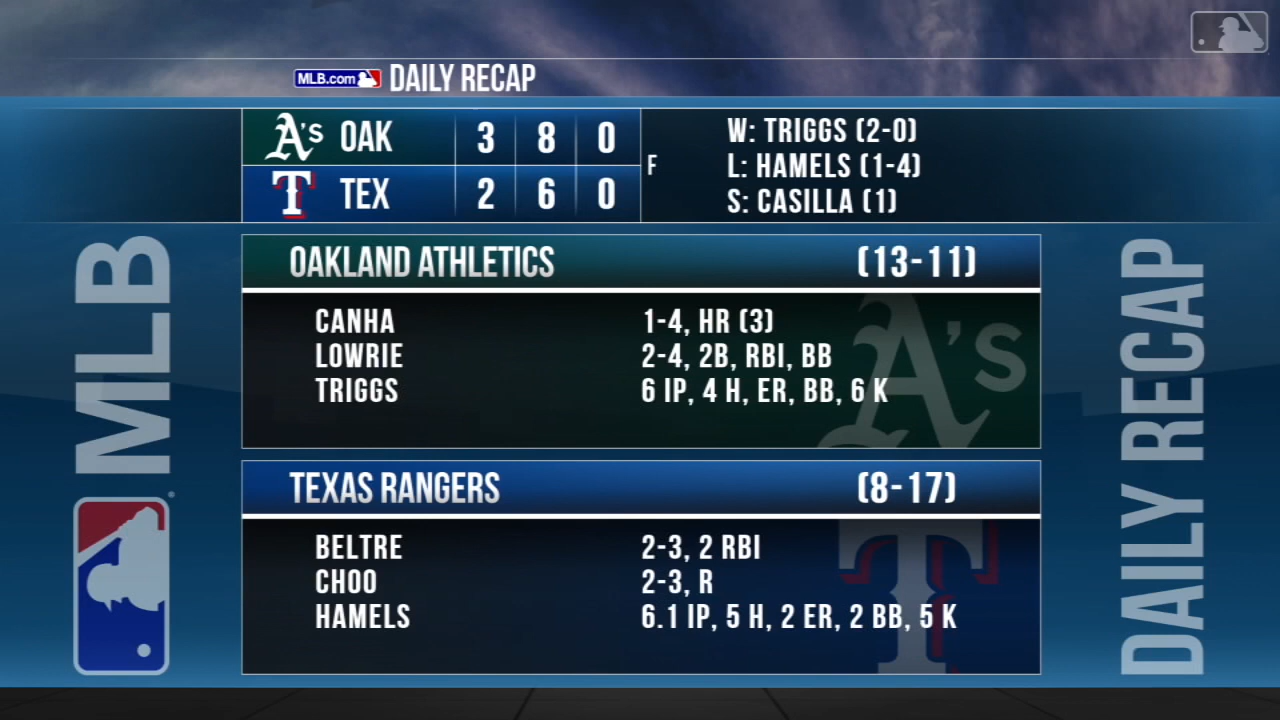 MLB.com DAILY RECAP
A's OAK 3 8 0
T TEX 2 6 0
F
W: TRIGGS (2-0)
L: HAMELS (1-4)
S: CASILLA (1)
OAKLAND ATHLETICS (13-11)
CANHA 1-4, HR (3)
LOWRIE 2-4, 2B, RBI, BB
TRIGGS 6 IP, 4 H, ER, BB, 6 K
A's
TEXAS RANGERS (8-17)
BELTRE 2-3, 2 RBI
CHOO 2-3, R
HAMELS 6.1 IP, 5 H, 2 ER, 2 BB, 5 K
T
MLB
DAILY RECAP